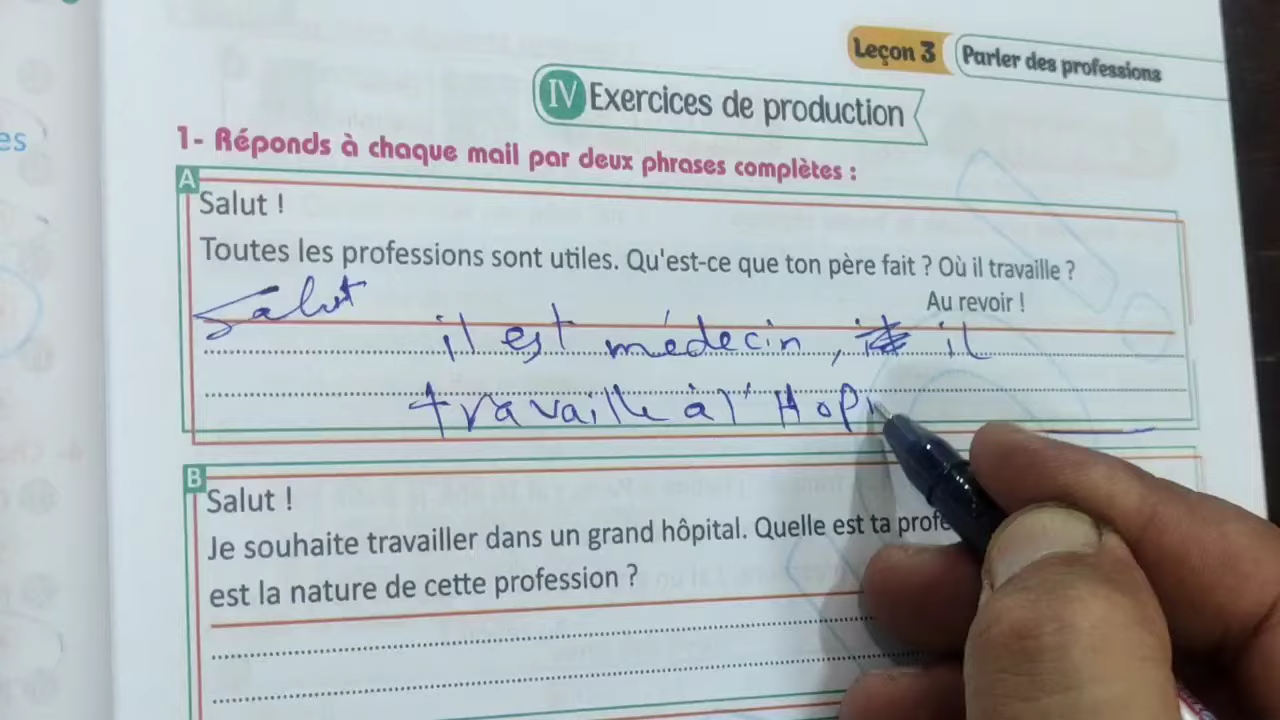 Leçon 3 Parler des professions
IV Exercices de production
es
1- Réponds à chaque mail par deux phrases complètes :
A
Salut !
Toutes les professions sont utiles. Qu'est-ce que ton père fait ? Où il travaille ?
Au revoir !
Salut
il est médecin, il
travaille à l'Hop
B
Salut !
Je souhaite travailler dans un grand hôpital. Quelle est ta profe
est la nature de cette profession ?